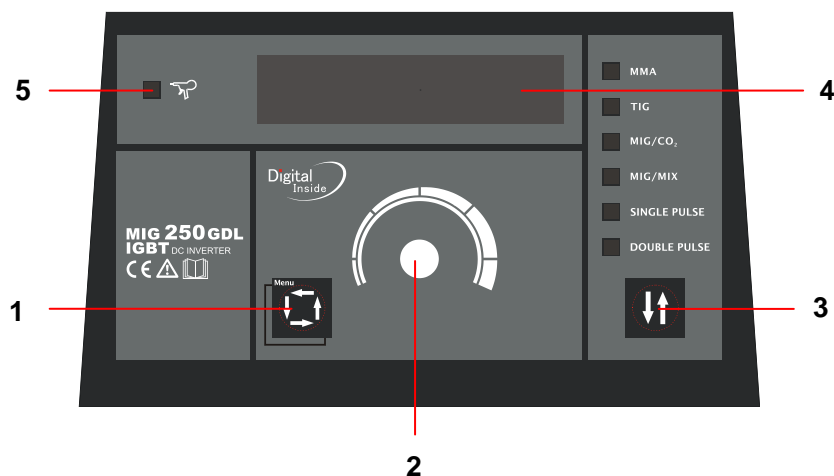 5
4
MMA
TIG
MIG/CO₂
MIG/MIX
SINGLE PULSE
DOUBLE PULSE
Digital
Inside
MIG 250 GDL
IGBT DC INVERTER
CE
Menu
1
3
2